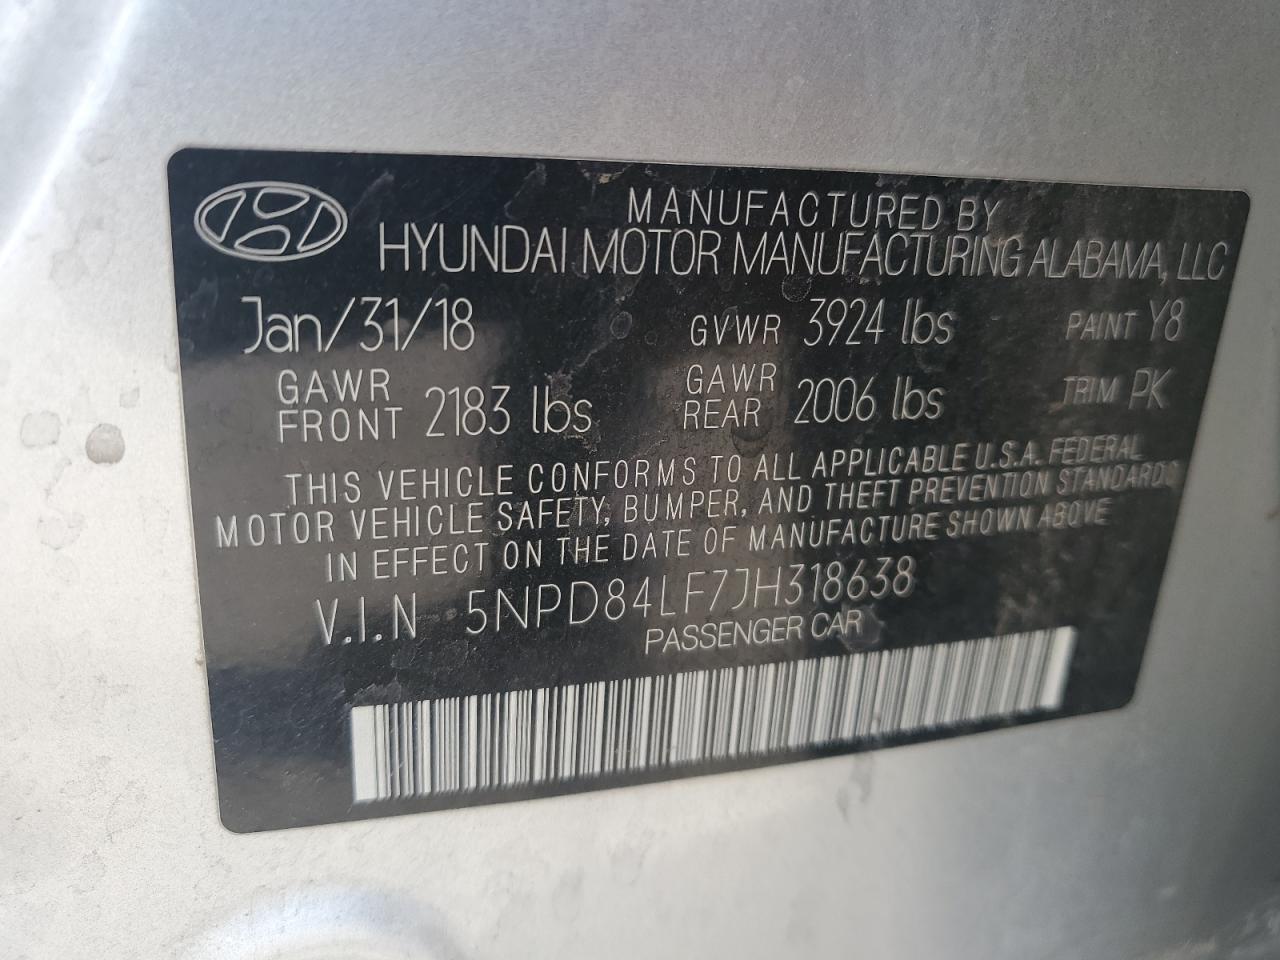 MANUFACTURED BY
HYUNDAI MOTOR MANUFACTURING ALABAMA, LLC
Jan/31/18 GVWR 3924 lbs PAINT Y8
GAWR FRONT 2183 lbs GAWR REAR 2006 lbs TRIM PK
THIS VEHICLE CONFORMS TO ALL APPLICABLE U.S.A. FEDERAL
MOTOR VEHICLE SAFETY, BUMPER, AND THEFT PREVENTION STANDARDS
IN EFFECT ON THE DATE OF MANUFACTURE SHOWN ABOVE
V.I.N 5NPD84LF7JH318638
PASSENGER CAR